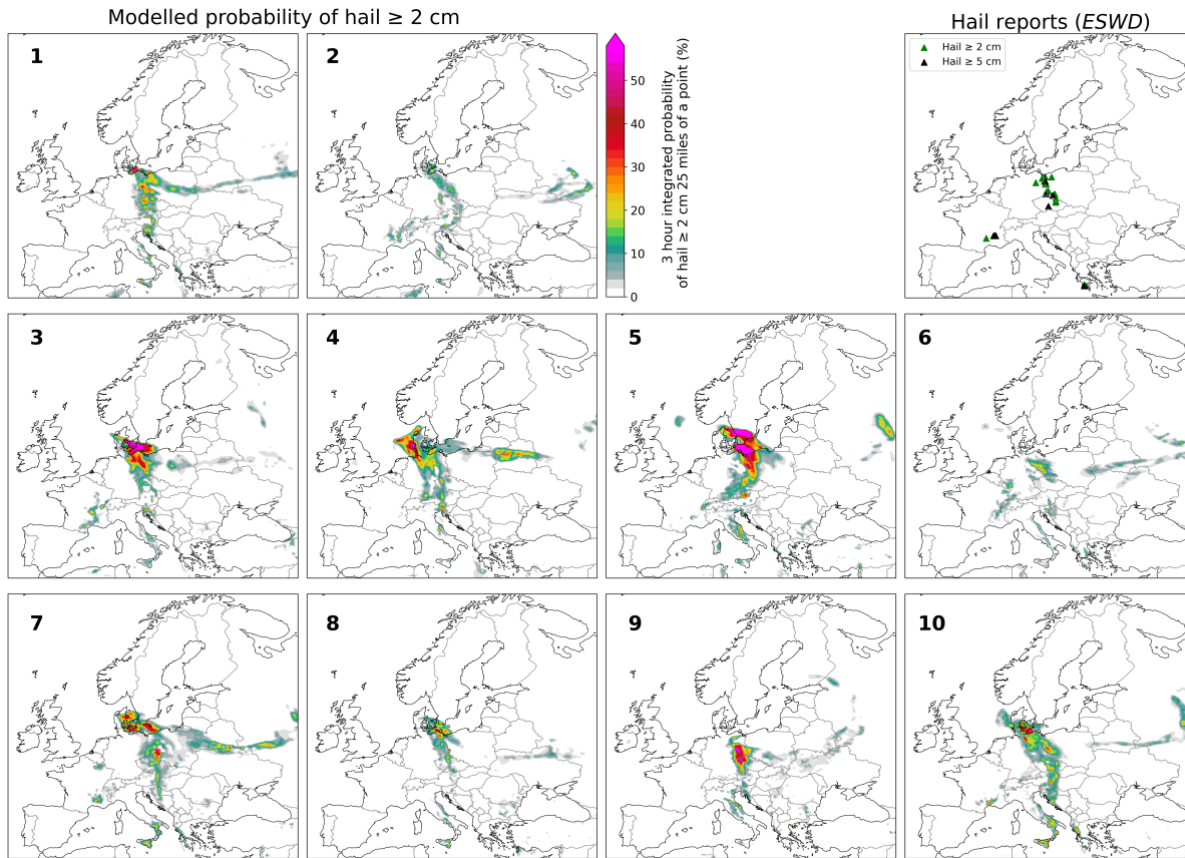 Modelled probability of hail ≥ 2 cm
Hail reports (ESWD)
1
2
50
40
30
20
10
0
3 hour integrated probability
of hail ≥ 2 cm 25 miles of a point (%)
Hail ≥ 2 cm
Hail ≥ 5 cm
3
4
5
6
7
8
9
10